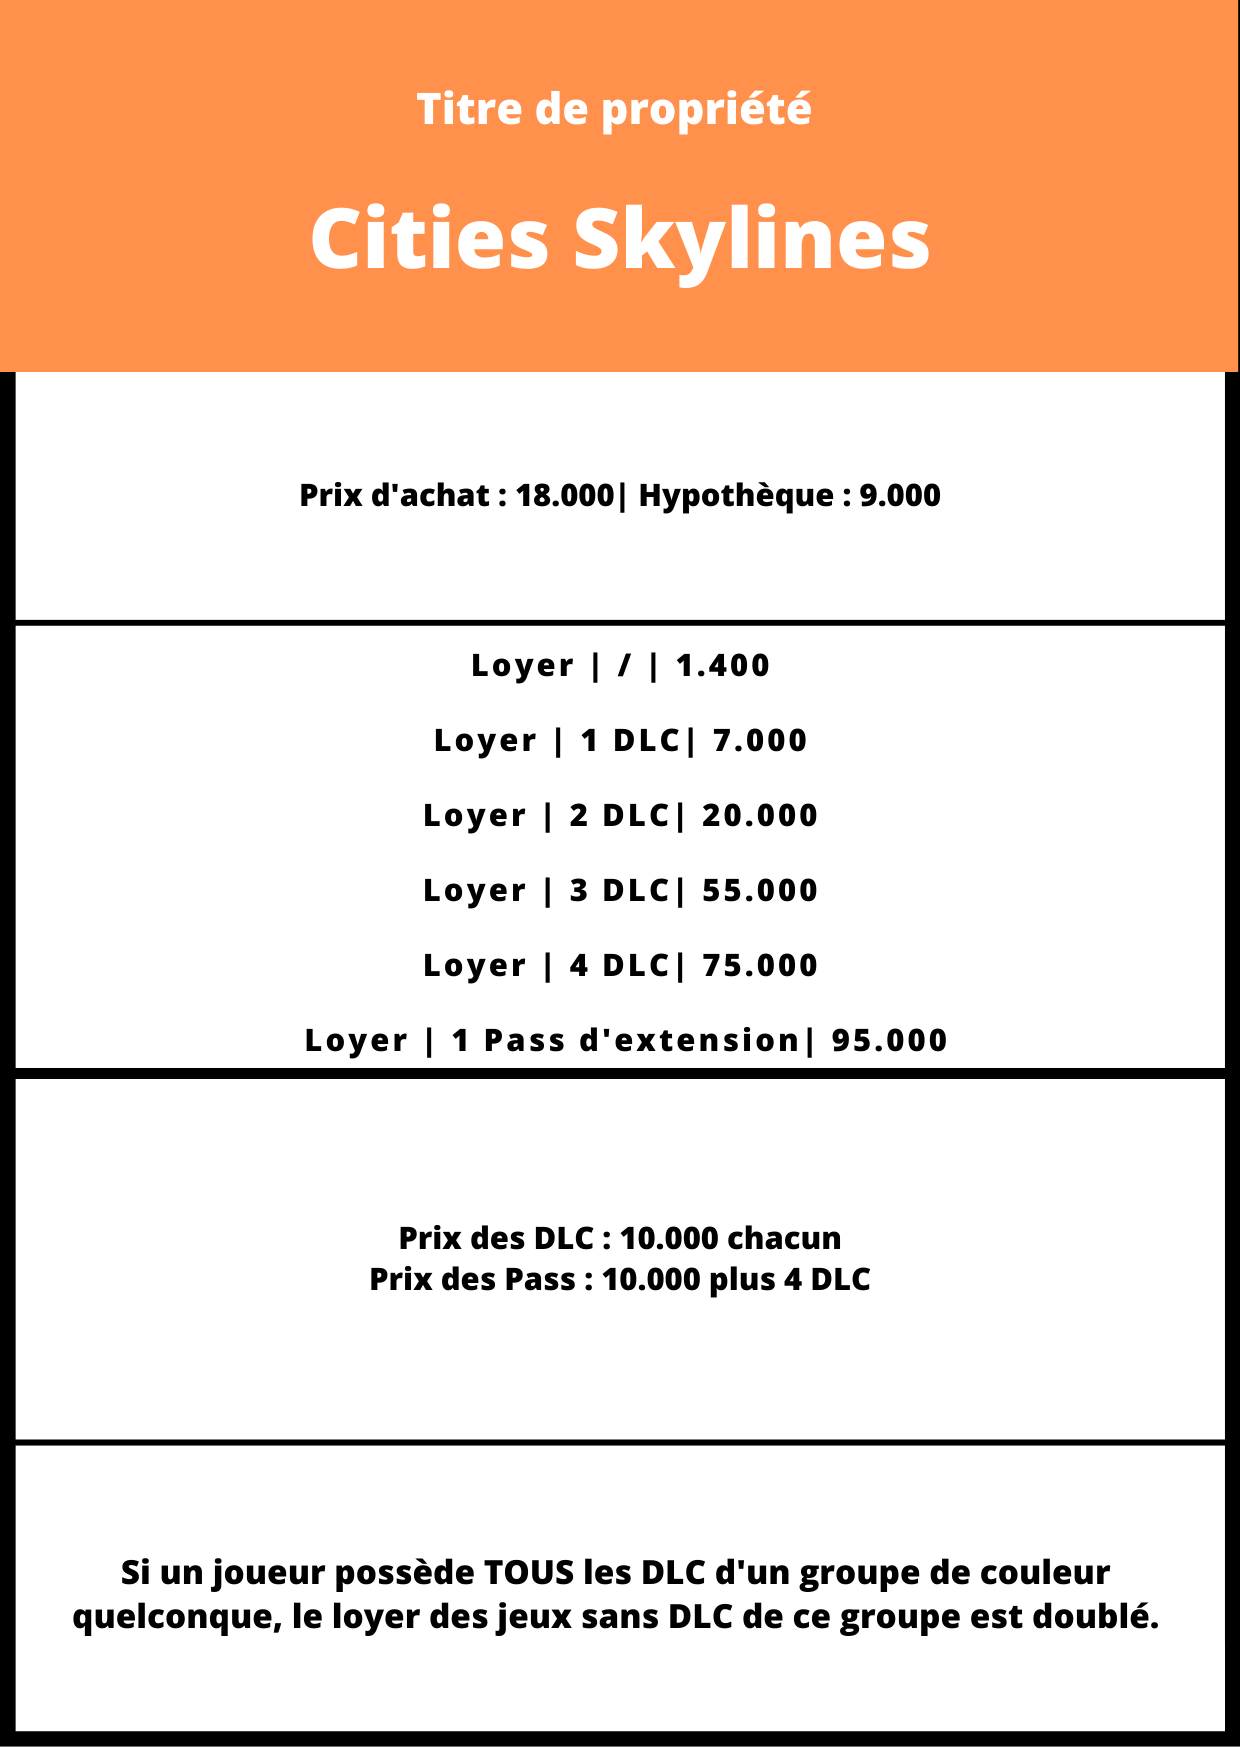 Titre de propriété
Cities Skylines
Prix d'achat : 18.000| Hypothèque : 9.000
Loyer | / | 1.400
Loyer | 1 DLC| 7.000
Loyer | 2 DLC| 20.000
Loyer | 3 DLC| 55.000
Loyer | 4 DLC| 75.000
Loyer | 1 Pass d'extension| 95.000
Prix des DLC : 10.000 chacun
Prix des Pass : 10.000 plus 4 DLC
Si un joueur possède TOUS les DLC d'un groupe de couleur
quelconque, le loyer des jeux sans DLC de ce groupe est doublé.